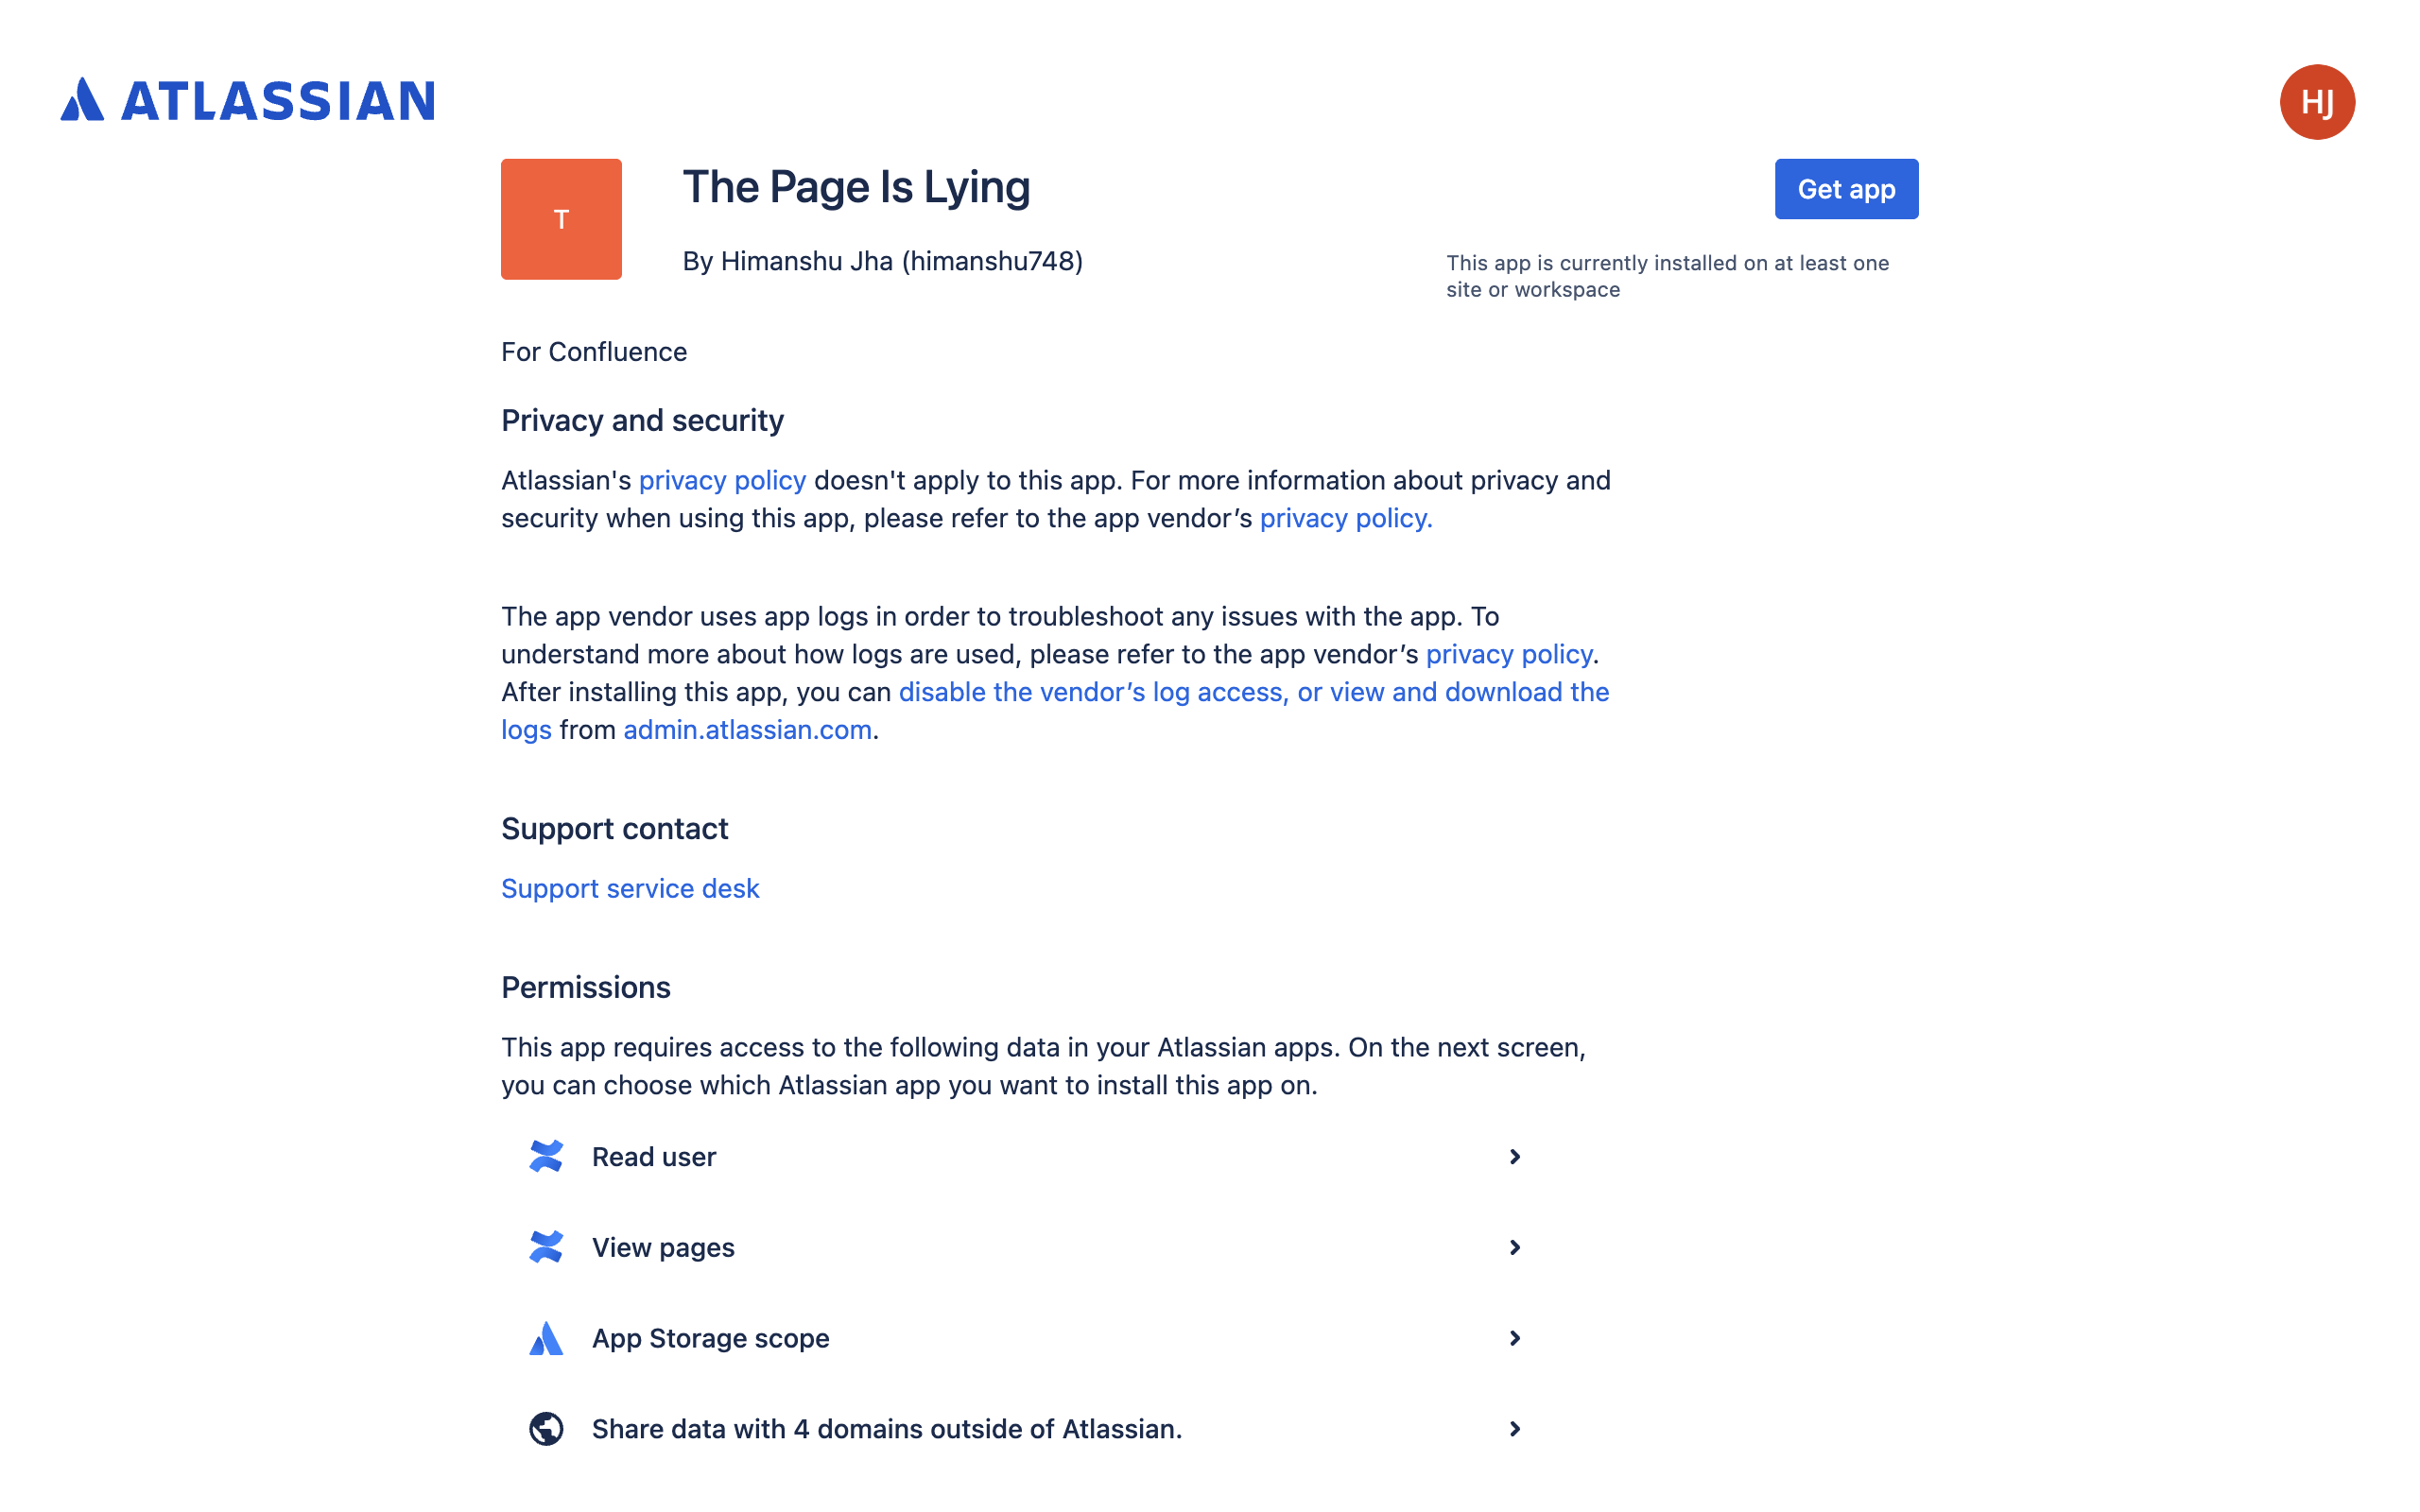 ATLASSIAN
HJ
T
The Page Is Lying
Get app
By Himanshu Jha (himanshu748)
This app is currently installed on at least one
site or workspace
For Confluence
Privacy and security
Atlassian's privacy policy doesn't apply to this app. For more information about privacy and
security when using this app, please refer to the app vendor’s privacy policy.
The app vendor uses app logs in order to troubleshoot any issues with the app. To
understand more about how logs are used, please refer to the app vendor’s privacy policy.
After installing this app, you can disable the vendor’s log access, or view and download the
logs from admin.atlassian.com.
Support contact
Support service desk
Permissions
This app requires access to the following data in your Atlassian apps. On the next screen,
you can choose which Atlassian app you want to install this app on.
Read user
View pages
App Storage scope
Share data with 4 domains outside of Atlassian.